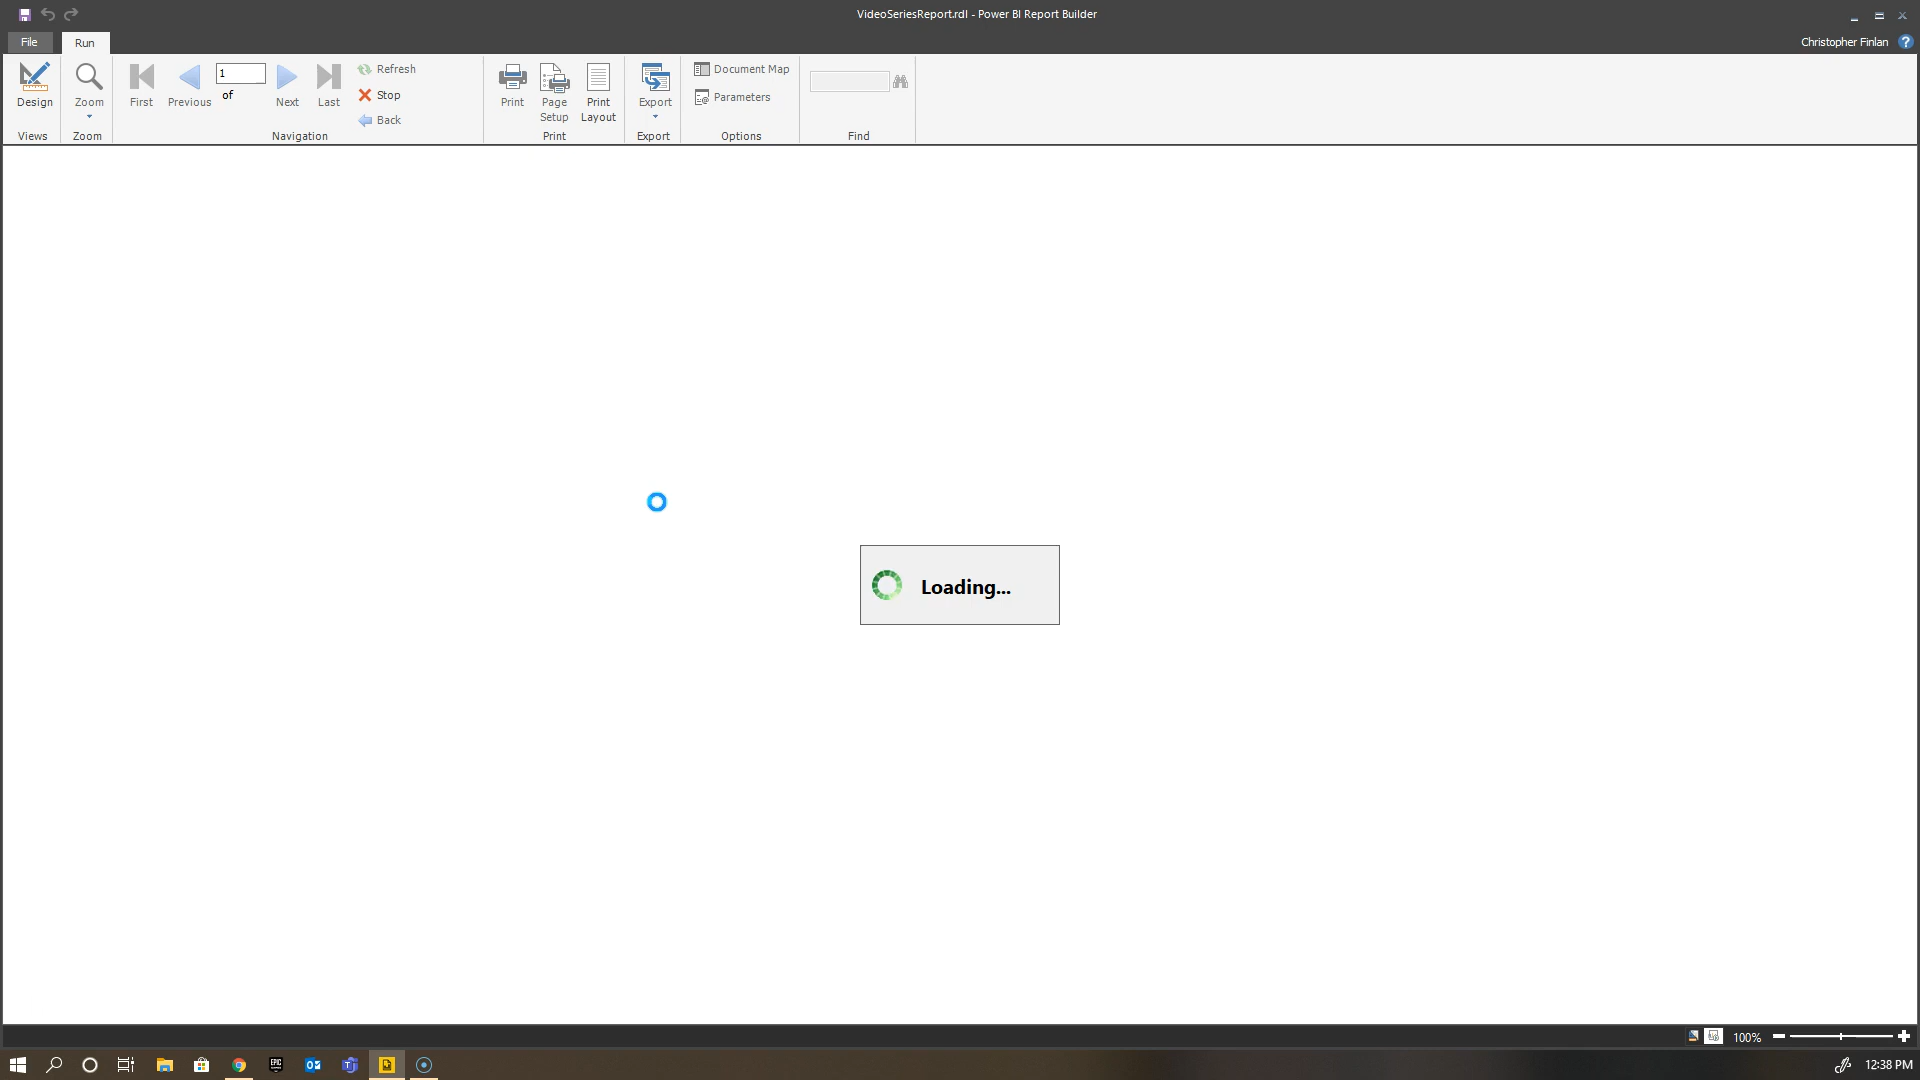 VideoSeriesReport.rdl - Power BI Report Builder
File
Run
Christopher Finlan
?
Design
Views
Zoom
Zoom
First
Previous
1
of
Next
Last
Refresh
Stop
Back
Navigation
Print
Page
Setup
Print
Layout
Print
Export
Export
Document Map
Parameters
Options
Find
Loading...
100%
EPIC
12:38 PM